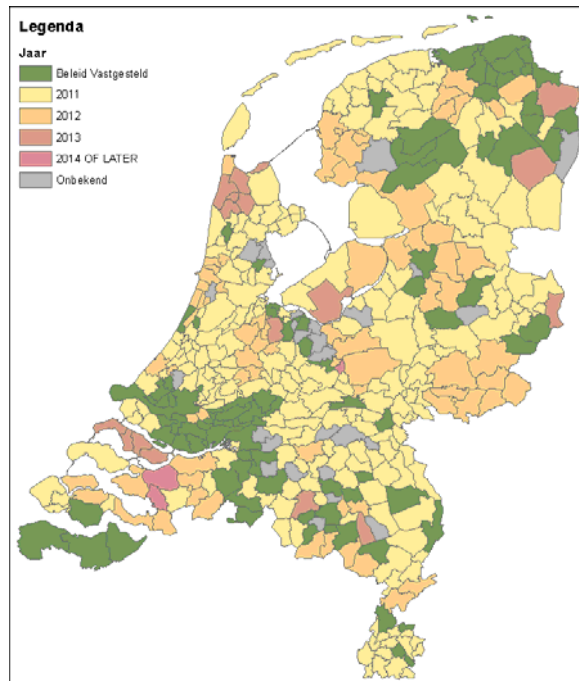 Legenda
Jaar
Beleid Vastgesteld
2011
2012
2013
2014 OF LATER
Onbekend